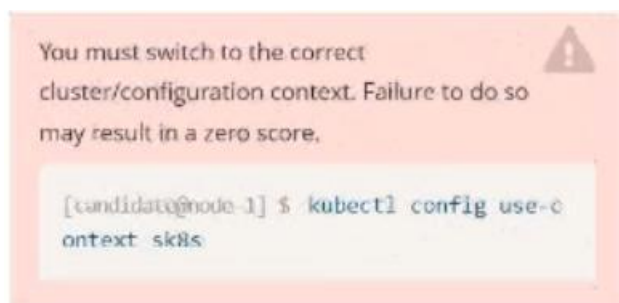 You must switch to the correct
cluster/configuration context. Failure to do so
may result in a zero score.
[candidate@node-1] $ kubectl config use-c
ontext sk8s